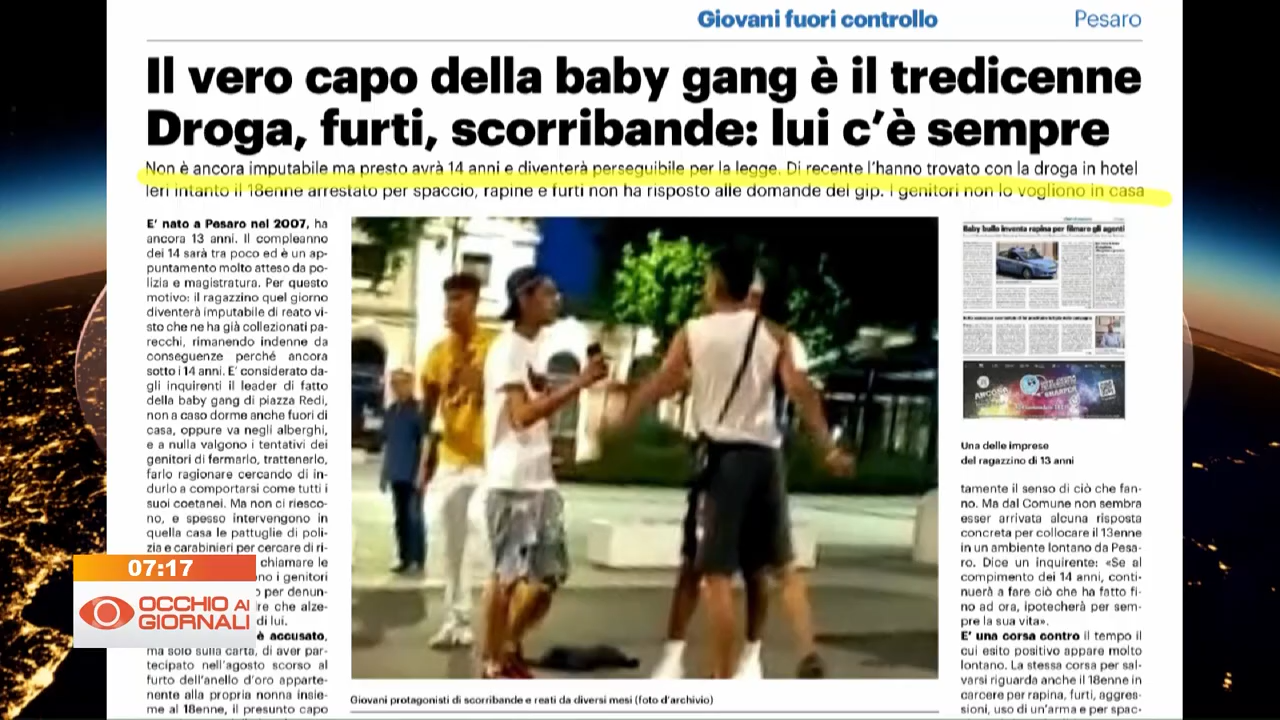 Giovani fuori controllo
Pesaro
Il vero capo della baby gang è il tredicenne
Droga, furti, scorribande: lui c'è sempre
Non è ancora imputabile ma presto avrà 14 anni e diventerà perseguibile per la legge. Di recente l'hanno trovato con la droga in hotel
Ieri intanto il 18enne arrestato per spaccio, rapine e furti non ha risposto alle domande del gip. I genitori non lo vogliono in casa
E' nato a Pesaro nel 2007, ha
ancora 13 anni. Il compleanno
dei 14 sarà tra poco ed è un ap-
puntamento molto atteso da po-
lizia e magistratura. Per questo
motivo: il ragazzino quel giorno
diventerà imputabile di reato vi-
sto che ne ha già collezionati pa-
recchi, rimanendo indenne da
conseguenze perché ancora
sotto i 14 anni. E' considerato da-
gli inquirenti il leader di fatto
della baby gang di piazza Redi,
non a caso dorme anche fuori di
casa, oppure va negli alberghi,
e a nulla valgono i tentativi dei
genitori di fermarlo, trattenerlo,
farlo ragionare cercando di in-
durlo a comportarsi come tutti i
suoi coetanei. Ma non ci riesco-
no, e spesso intervengono in
quella casa le pattuglie di poli-
zia e carabinieri per cercare di ri-
chiamare le
no i genitori
per denun-
re che alze-
di lui.
è accusato,
ma solo sulla carta, di aver par-
tecipato nell'agosto scorso al
furto dell'anello d'oro apparte-
nente alla propria nonna insie-
me al 18enne, il presunto capo
07:17
OCCHIO AI
GIORNALI
Giovani protagonisti di scorribande e reati da diversi mesi (foto d'archivio)
Baby bullo inventa rapina per filmare gli agenti
Una delle imprese
del ragazzino di 13 anni
tamente il senso di ciò che fan-
no. Ma dal Comune non sembra
esser arrivata alcuna risposta
concreta per collocare il 13enne
in un ambiente lontano da Pesa-
ro. Dice un inquirente: «Se al
compimento dei 14 anni, conti-
nuerà a fare ciò che ha fatto fi-
no ad ora, ipotecherà per sem-
pre la sua vita».
E' una corsa contro il tempo il
cui esito positivo appare molto
lontano. La stessa corsa per sal-
varsi riguarda anche il 18enne in
carcere per rapina, furti, aggres-
sioni, uso di un'arma e per spac-